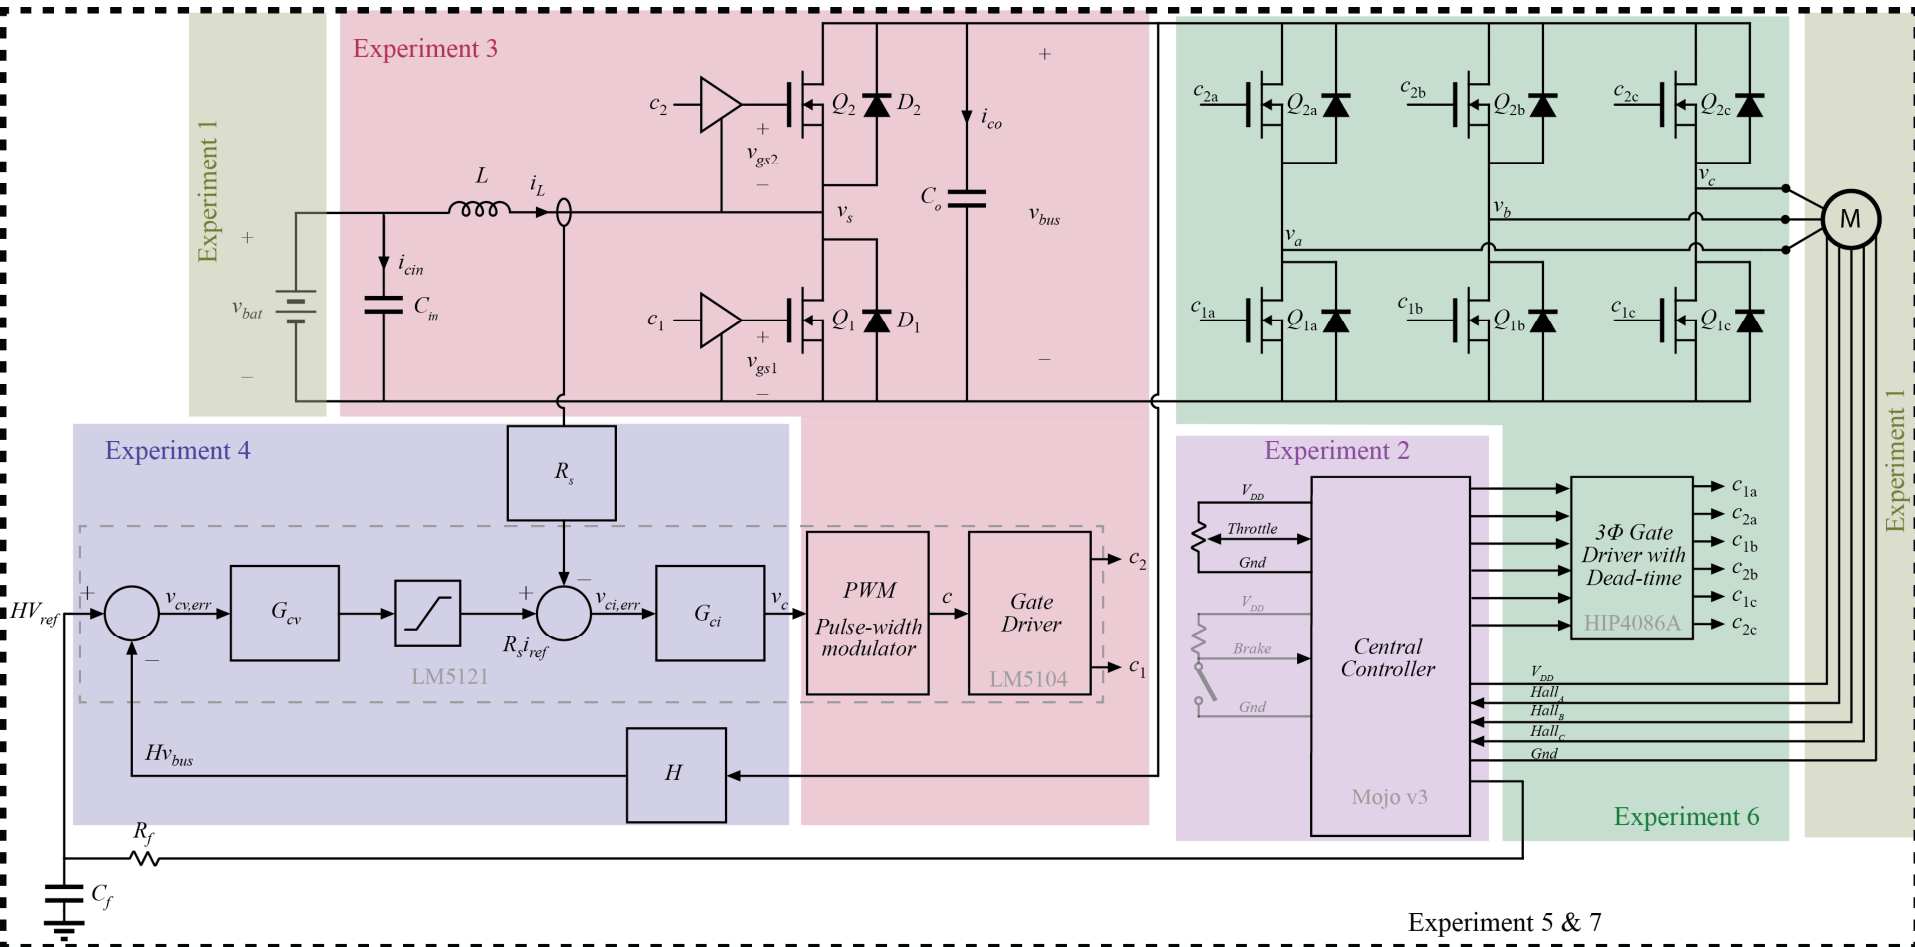 Experiment 1
Experiment 3
Experiment 1
+
v_bat
−
L
i_L
i_cin
C_in
c_2
+
v_gs2
−
Q_2
D_2
v_s
c_1
+
v_gs1
−
Q_1
D_1
i_co
C_o
+
v_bus
−
c_2a
Q_2a
c_2b
Q_2b
c_2c
Q_2c
v_a
v_b
v_c
c_1a
Q_1a
c_1b
Q_1b
c_1c
Q_1c
M
Experiment 4
R_s
HV_ref
+
−
v_cv,err
G_cv
+
−
R_s i_ref
v_ci,err
G_ci
v_c
LM5121
PWM
Pulse-width
modulator
c
Gate
Driver
LM5104
c_2
c_1
Hv_bus
H
R_f
C_f
Experiment 2
V_DD
Throttle
Gnd
V_DD
Brake
Gnd
Central
Controller
Mojo v3
3Φ Gate
Driver with
Dead-time
HIP4086A
c_1a
c_2a
c_1b
c_2b
c_1c
c_2c
V_DD
Hall_A
Hall_B
Hall_C
Gnd
Experiment 6
Experiment 5 & 7